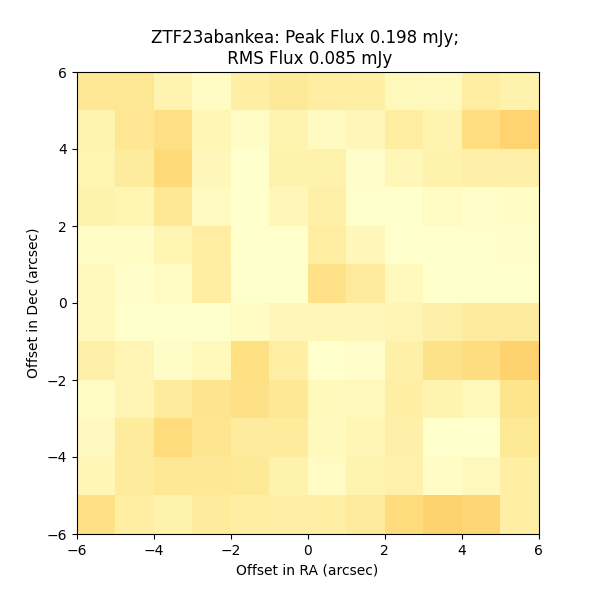 ZTF23abankea: Peak Flux 0.198 mJy;
RMS Flux 0.085 mJy
6
4
2
0
−2
−4
−6
Offset in Dec (arcsec)
−6 −4 −2 0 2 4 6
Offset in RA (arcsec)